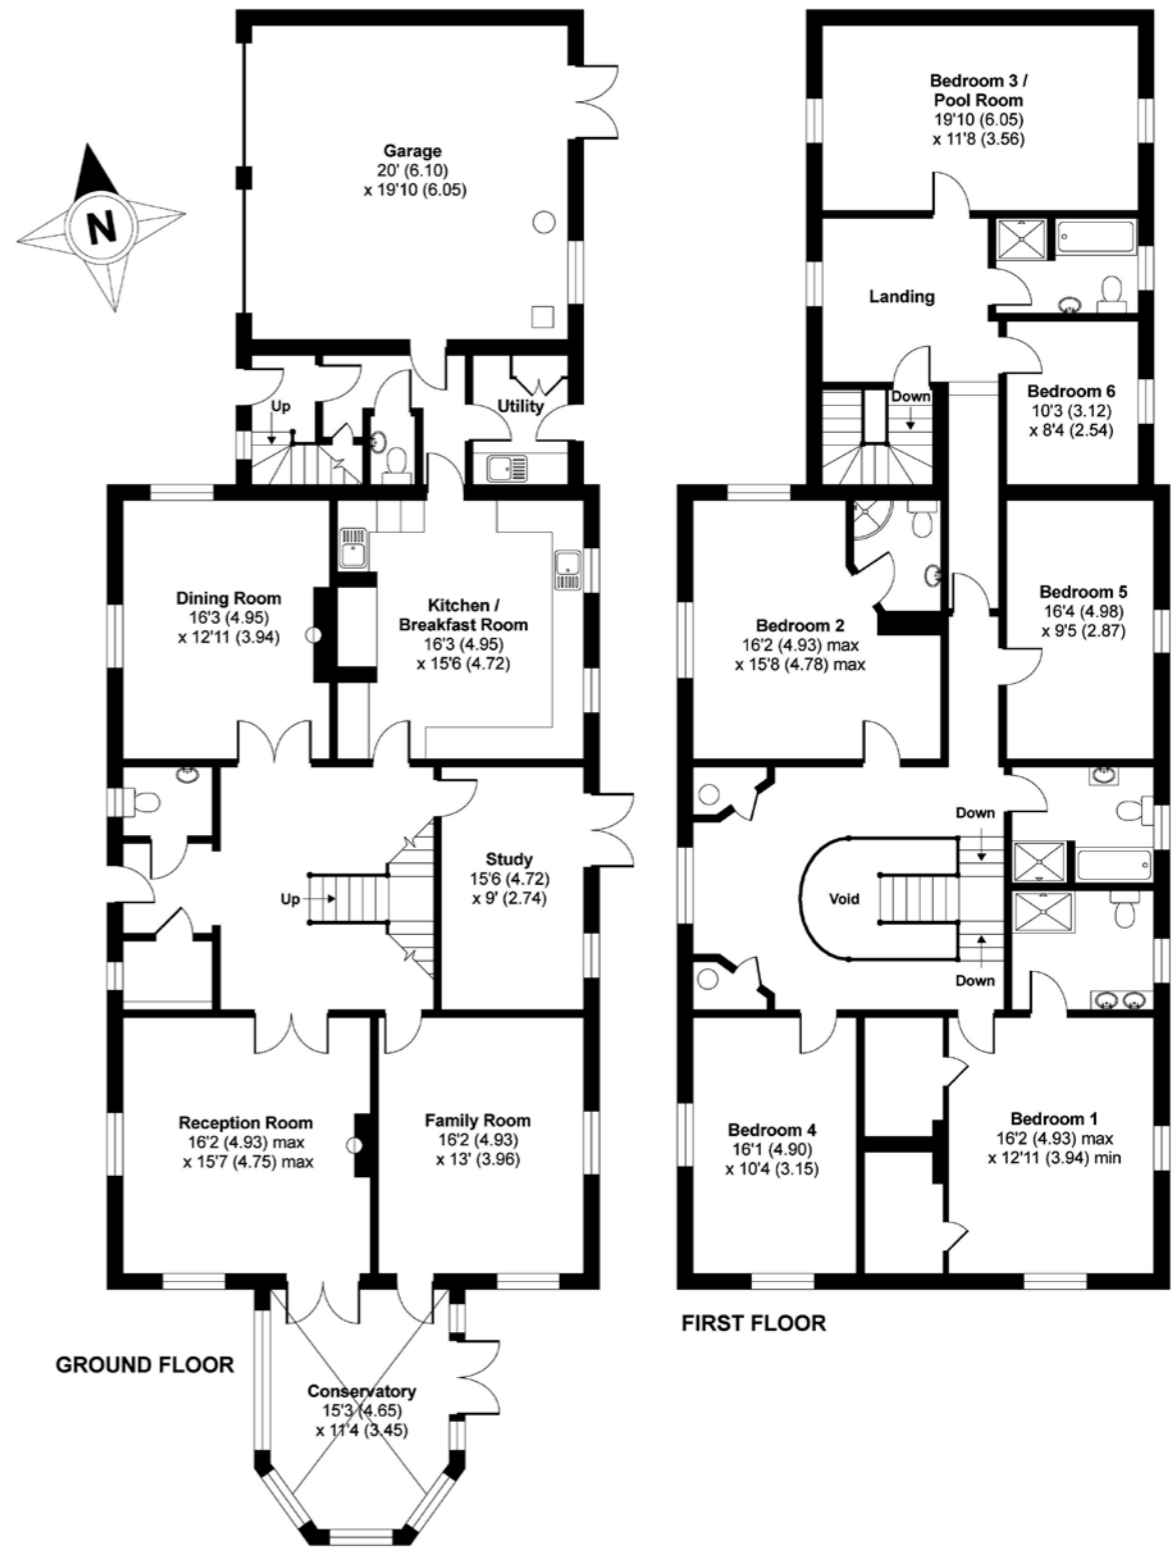 Garage
20' (6.10)
x 19'10 (6.05)
N
Up
Utility
Dining Room
16'3 (4.95)
x 12'11 (3.94)
Kitchen /
Breakfast Room
16'3 (4.95)
x 15'6 (4.72)
Up
Study
15'6 (4.72)
x 9' (2.74)
Reception Room
16'2 (4.93) max
x 15'7 (4.75) max
Family Room
16'2 (4.93)
x 13' (3.96)
Conservatory
15'3 (4.65)
x 11'4 (3.45)
GROUND FLOOR
Bedroom 3 /
Pool Room
19'10 (6.05)
x 11'8 (3.56)
Landing
Down
Bedroom 6
10'3 (3.12)
x 8'4 (2.54)
Bedroom 2
16'2 (4.93) max
x 15'8 (4.78) max
Bedroom 5
16'4 (4.98)
x 9'5 (2.87)
Down
Void
Down
Bedroom 4
16'1 (4.90)
x 10'4 (3.15)
Bedroom 1
16'2 (4.93) max
x 12'11 (3.94) min
FIRST FLOOR